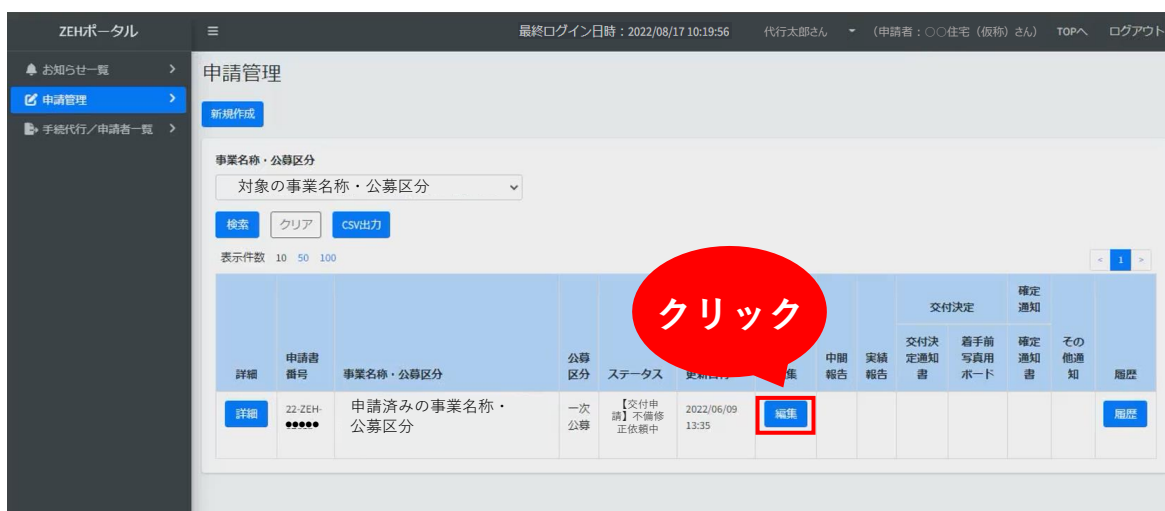 ZEHポータル
最終ログイン日時：2022/08/17 10:19:56
代行太郎さん
（申請者：○○住宅（仮称）さん）
TOPへ
ログアウト
お知らせ一覧
申請管理
手続代行／申請者一覧
申請管理
新規作成
事業名称・公募区分
対象の事業名称・公募区分
検索
クリア
CSV出力
表示件数 10 50 100
< 1 >
クリック
詳細
申請書
番号
事業名称・公募区分
公募
区分
ステータス
中間
報告
実績
報告
交付決定
交付決
定通知
書
着手前
写真用
ボード
確定
通知
確定
通知
書
その
他通
知
履歴
詳細
22-ZEH-
●●●●●
申請済みの事業名称・
公募区分
一次
公募
【交付申
請】不備修
正依頼中
2022/06/09
13:35
編集
履歴